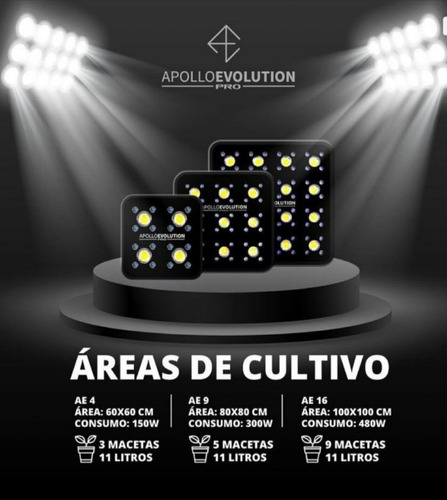 APOLLOEVOLUTION
PRO
APOLLOEVOLUTION
APOLLOEVOLUTION
APOLLOEVOLUTION
ÁREAS DE CULTIVO
AE 4
ÁREA: 60X60 CM
CONSUMO: 150W
3 MACETAS
11 LITROS
AE 9
ÁREA: 80X80 CM
CONSUMO: 300W
5 MACETAS
11 LITROS
AE 16
ÁREA: 100X100 CM
CONSUMO: 480W
9 MACETAS
11 LITROS